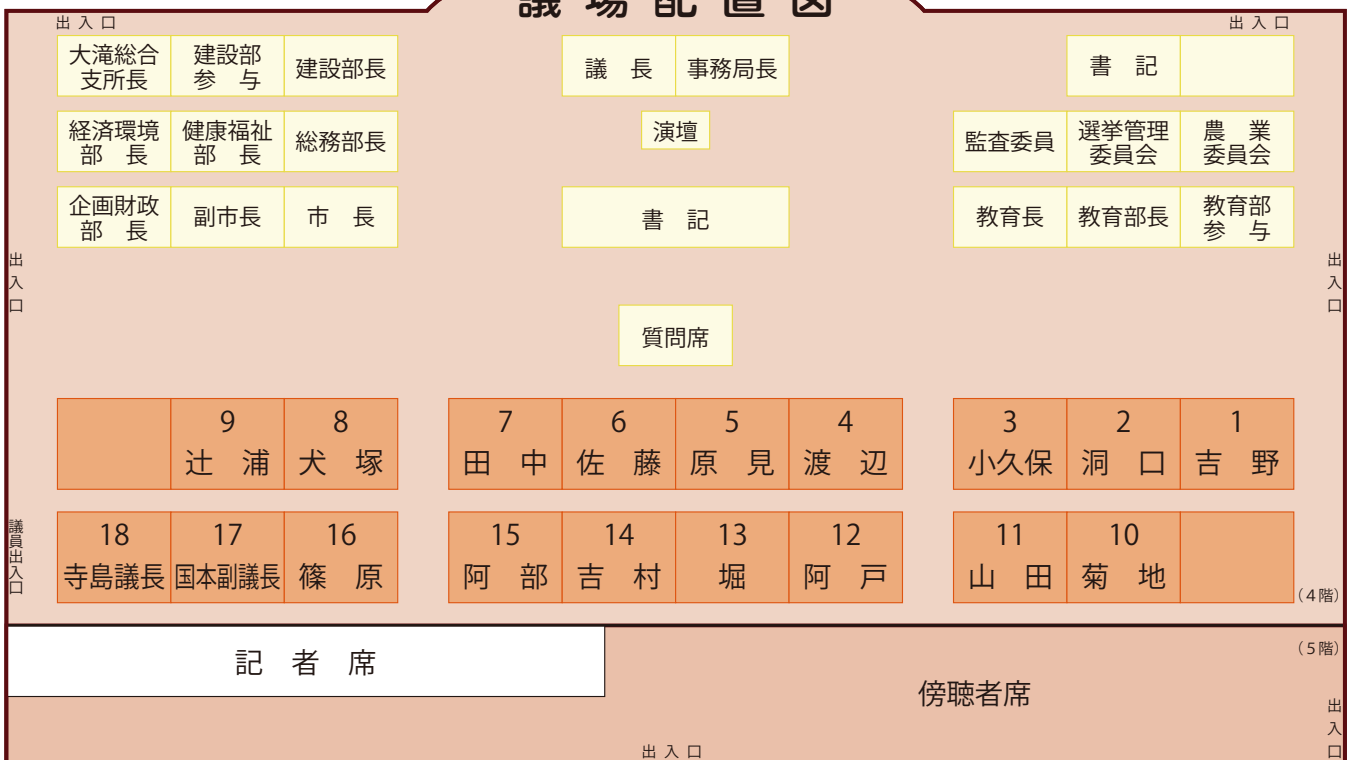 議場配置図
出入口
出入口
大滝総合
支所長
建設部
参与
建設部長
議長
事務局長
書記
経済環境
部長
健康福祉
部長
総務部長
演壇
監査委員
選挙管理
委員会
農業
委員会
企画財政
部長
副市長
市長
書記
教育長
教育部長
教育部
参与
出入口
出入口
質問席
9
辻浦
8
犬塚
7
田中
6
佐藤
5
原見
4
渡辺
3
小久保
2
洞口
1
吉野
議員出入口
18
寺島議長
17
国本副議長
16
篠原
15
阿部
14
吉村
13
堀
12
阿戸
11
山田
10
菊地
(4階)
記者席
(5階)
傍聴者席
出入口
出入口